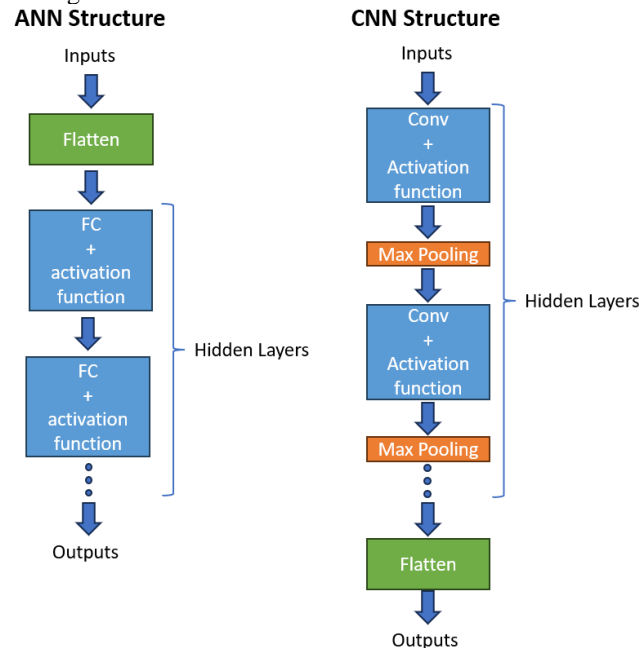 ANN Structure
Inputs
Flatten
FC
+
activation
function
FC
+
activation
function
Hidden Layers
Outputs
CNN Structure
Inputs
Conv
+
Activation
function
Max Pooling
Conv
+
Activation
function
Max Pooling
Hidden Layers
Flatten
Outputs